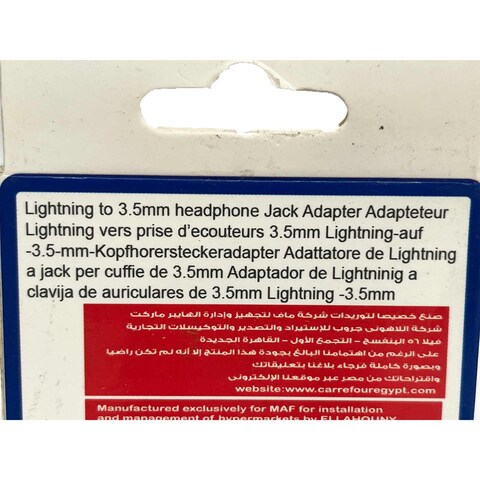 Lightning to 3.5mm headphone Jack Adapter Adapteteur
Lightning vers prise d'ecouteurs 3.5mm Lightning-auf
-3.5-mm-Kopfhorersteckeradapter Adattatore de Lightning
a jack per cuffie de 3.5mm Adaptador de Lightninig a
clavija de auriculares de 3.5mm Lightning -3.5mm
صنع خصيصا لتوريدات شركة ماف لتجهيز وإدارة الهايبر ماركت
شركة اللاهونى جروب للإستيراد والتصدير والتوكيلات التجارية
فيلا ٥٦ البنفسج - التجمع الأول - القاهرة الجديدة
على الرغم من اهتمامنا البالغ بجودة هذا المنتج إلا أنه لم تكن راضيا
وبصورة كاملة فرجاء بلاغنا بتعليقاتك
واقتراحاتك من مصر عبر موقعنا الإلكترونى
website:www.carrefouregypt.com
Manufactured exclusively for MAF for installation
and management of hypermarkets by ELLAHOUNY